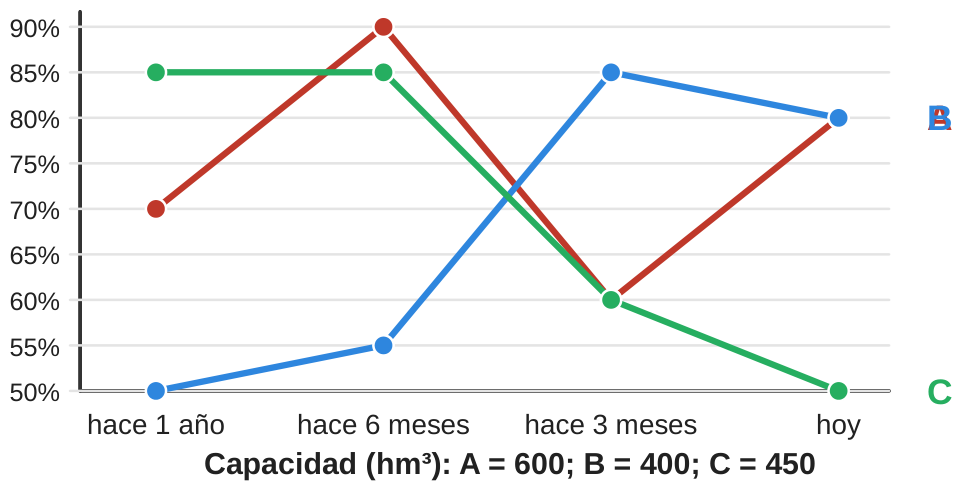 90%
85%
80%
75%
70%
65%
60%
55%
50%
B
A
C
hace 1 año
hace 6 meses
hace 3 meses
hoy
Capacidad (hm³): A = 600; B = 400; C = 450